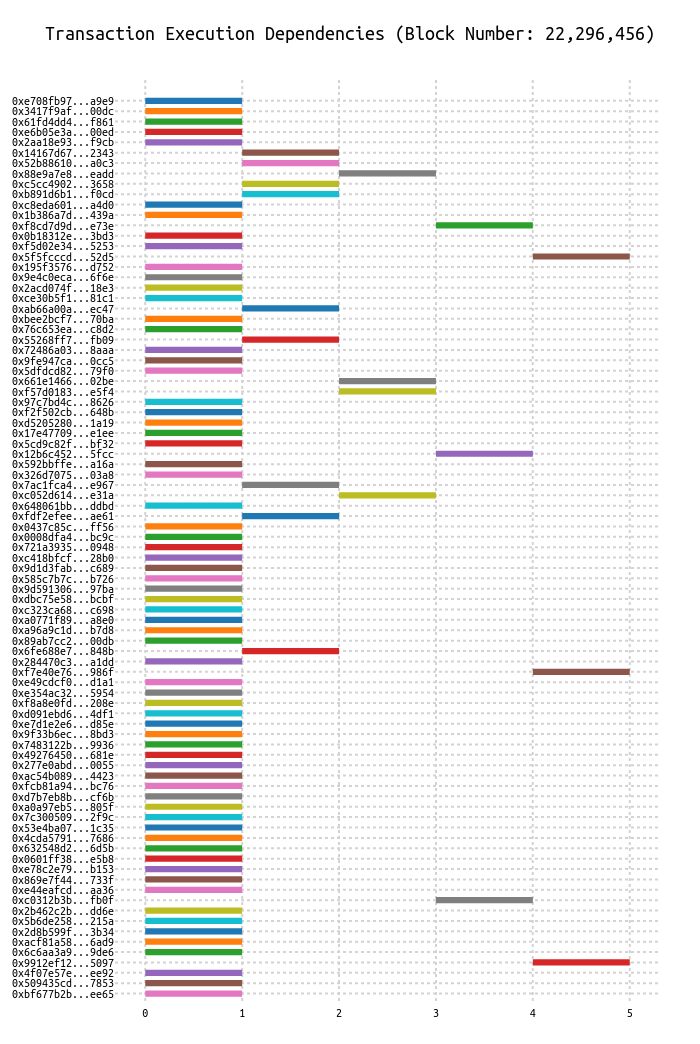 Transaction Execution Dependencies (Block Number: 22,296,456)
0xe708fb97...a9e9
0x3417f9af...00dc
0x61fd4dd4...f861
0xe6b05e3a...00ed
0x2aa18e93...f9cb
0x14167d67...2343
0x52b88610...a0c3
0x88e9a7e8...eadd
0xc5cc4902...3658
0xb891d6b1...f0cd
0xc8eda601...a4d0
0x1b386a7d...439a
0xf8cd7d9d...e73e
0x0b18312e...3bd3
0xf5d02e34...5253
0x5f5fcccd...52d5
0x195f3576...d752
0x9e4c0eca...6f6e
0x2acd074f...18e3
0xce30b5f1...81c1
0xab66a00a...ec47
0xbee2bcf7...70ba
0x76c653ea...c8d2
0x55268ff7...fb09
0x72486a03...8aaa
0x9fe947ca...0cc5
0x5dfdcd82...79f0
0x661e1466...02be
0xf57d0183...e5f4
0x97c7bd4c...8626
0xf2f502cb...648b
0xd5205280...1a19
0x17e47709...e1ee
0x5cd9c82f...bf32
0x12b6c452...5fcc
0x592bbffe...a16a
0x326d7075...03a8
0x7ac1fca4...e967
0xc052d614...e31a
0x648061bb...ddbd
0xfdf2efee...ae61
0x0437c85c...ff56
0x0008dfa4...bc9c
0x721a3935...0948
0xc418bfcf...28b0
0x9d1d3fab...c689
0x585c7b7c...b726
0x9d591306...97ba
0xdbc75e58...bcbf
0xc323ca68...c698
0xa0771f89...a8e0
0xa96a9c1d...b7d8
0x89ab7cc2...00db
0x6fe688e7...848b
0x284470c3...a1dd
0xf7e40e76...986f
0xe49cdcf0...d1a1
0xe354ac32...5954
0xf8a8e0fd...208e
0xd091ebd6...4df1
0xe7d1e2e6...d85e
0x9f33b6ec...8bd3
0x7483122b...9936
0x49276450...681e
0x277e0abd...0055
0xac54b089...4423
0xfcb81a94...bc76
0xd7b7eb8b...cf6b
0xa0a97eb5...805f
0x7c300509...2f9c
0x53e4ba07...1c35
0x4cda5791...7686
0x632548d2...6d5b
0x0601ff38...e5b8
0xe78c2e79...b153
0x869e7f44...733f
0xe44eafcd...aa36
0xc0312b3b...fb0f
0x2b462c2b...dd6e
0x5b6de258...215a
0x2d8b599f...3b34
0xacf81a58...6ad9
0x6c6aa3a9...9de6
0x9912ef12...5097
0x4f07e57e...ee92
0x509435cd...7853
0xbf677b2b...ee65
0 1 2 3 4 5